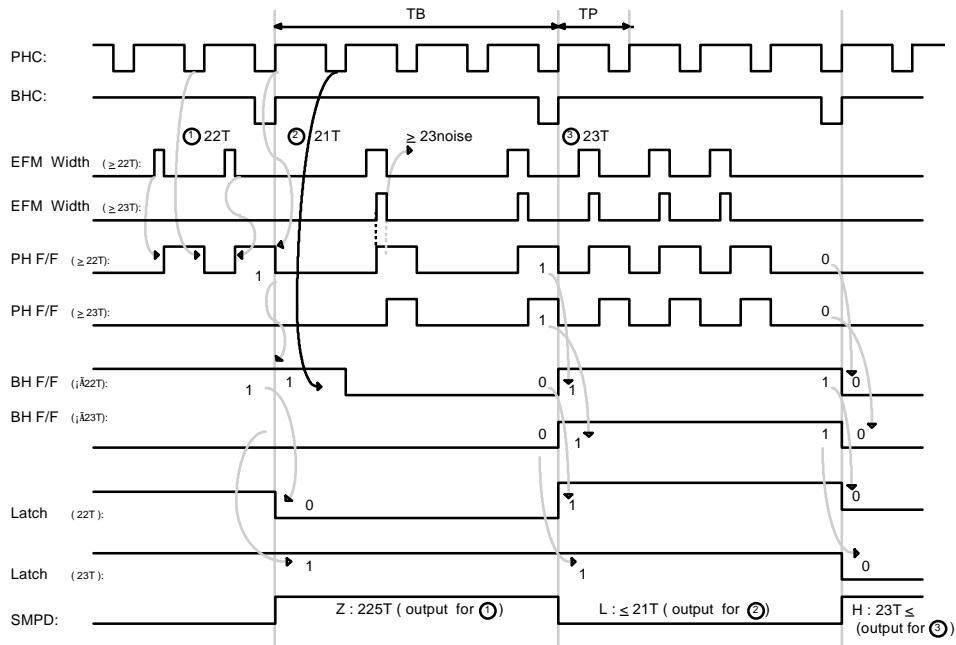 TB
TP
PHC:
BHC:
① 22T
② 21T
≥ 23noise
③ 23T
EFM Width (≥22T):
EFM Width (≥23T):
PH F/F (≥22T):
1
1
0
PH F/F (≥23T):
1
0
BH F/F (¡Ã22T):
1
1
0
1
1
0
BH F/F (¡Ã23T):
0
1
1
0
Latch (22T):
0
1
0
Latch (23T):
1
1
0
SMPD:
Z : 225T ( output for ① )
L : ≤ 21T ( output for ② )
H : 23T ≤
(output for ③ )